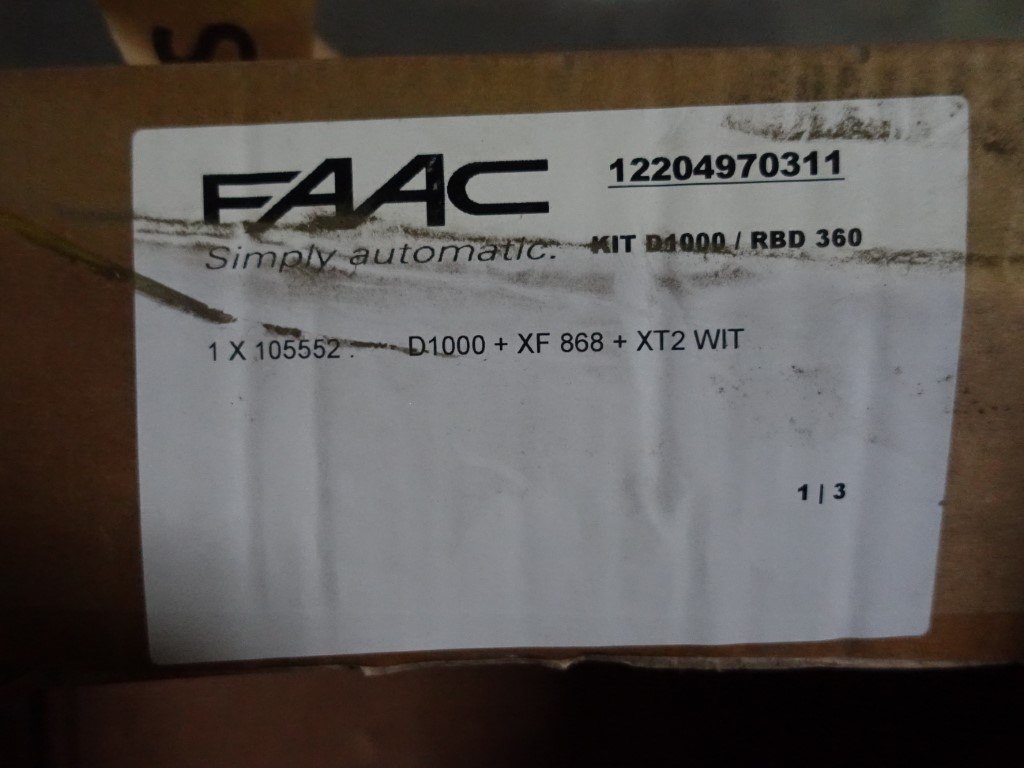 S
FAAC
12204970311
Simply automatic.
KIT D1000 / RBD 360
1 X 105552 . D1000 + XF 868 + XT2 WIT
1 | 3